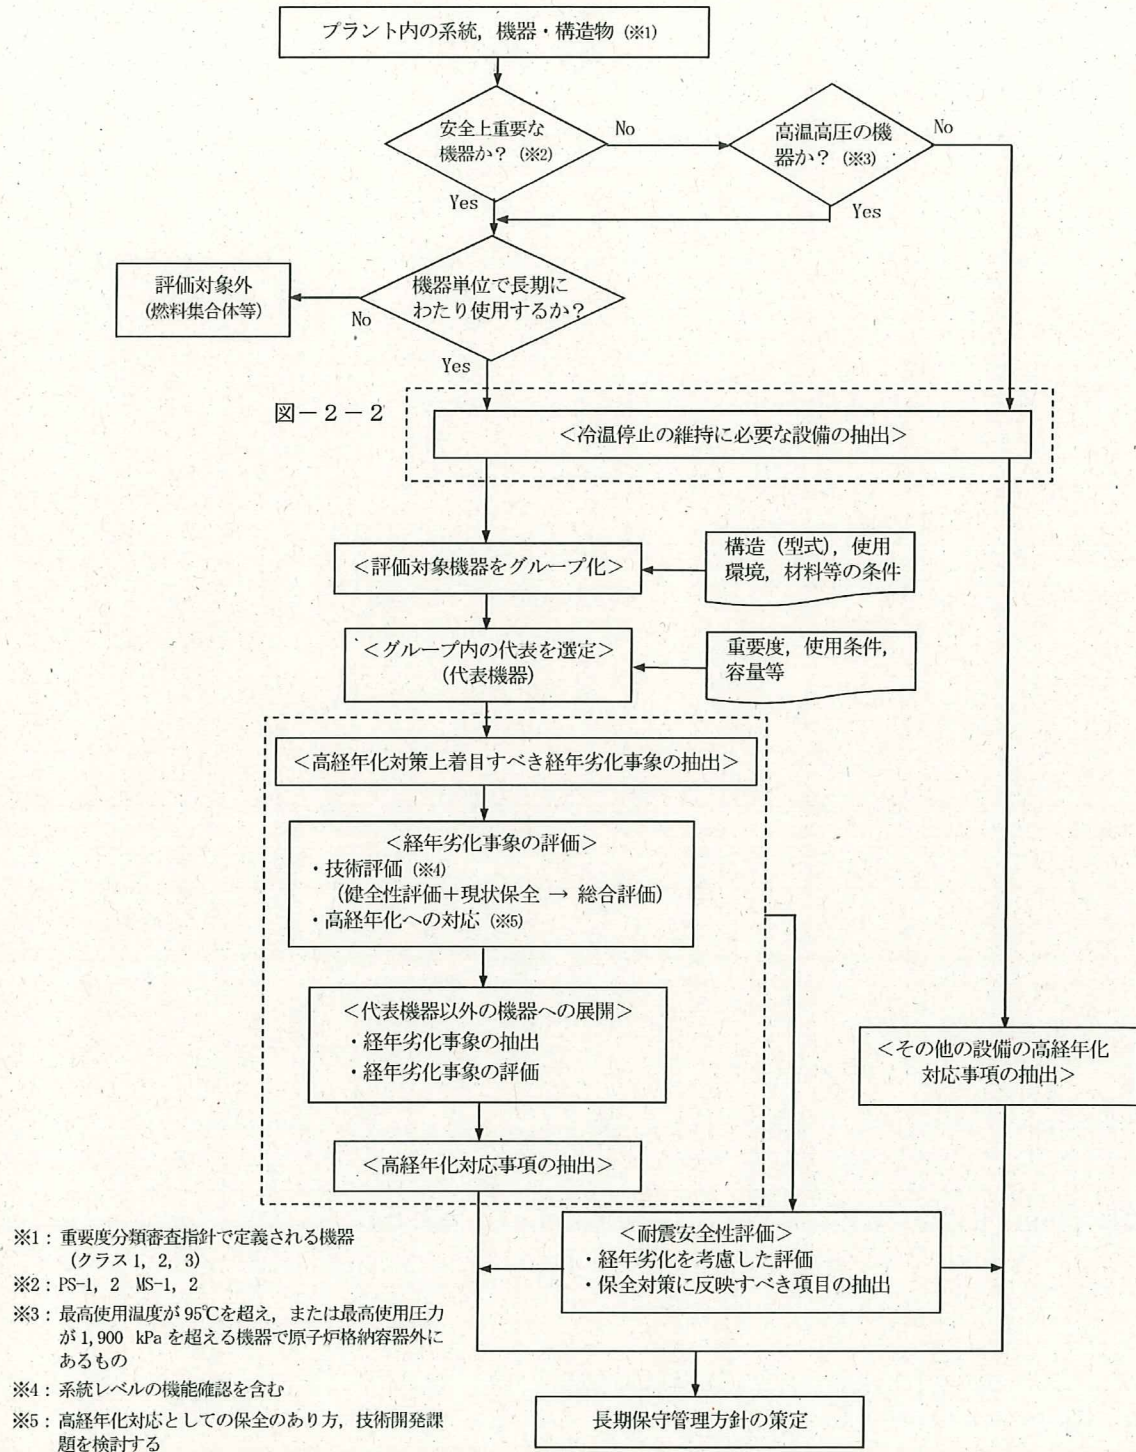 プラント内の系統，機器・構造物 (※1)
安全上重要な
機器か？ (※2)
No
高温高圧の機
器か？ (※3)
No
Yes
Yes
評価対象外
(燃料集合体等)
機器単位で長期に
わたり使用するか？
No
Yes
図－２－２
＜冷温停止の維持に必要な設備の抽出＞
＜評価対象機器をグループ化＞
構造（型式），使用
環境，材料等の条件
＜グループ内の代表を選定＞
(代表機器)
重要度，使用条件，
容量等
＜高経年化対策上着目すべき経年劣化事象の抽出＞
＜経年劣化事象の評価＞
・技術評価 (※4)
（健全性評価＋現状保全 → 総合評価）
・高経年化への対応 (※5)
＜代表機器以外の機器への展開＞
・経年劣化事象の抽出
・経年劣化事象の評価
＜その他の設備の高経年化
対応事項の抽出＞
＜高経年化対応事項の抽出＞
＜耐震安全性評価＞
・経年劣化を考慮した評価
・保全対策に反映すべき項目の抽出
※1：重要度分類審査指針で定義される機器
（クラス 1, 2, 3）
※2：PS-1, 2 MS-1, 2
※3：最高使用温度が 95℃を超え，または最高使用圧力
が 1,900 kPa を超える機器で原子炉格納容器外に
あるもの
※4：系統レベルの機能確認を含む
※5：高経年化対応としての保全のあり方，技術開発課
題を検討する
長期保守管理方針の策定